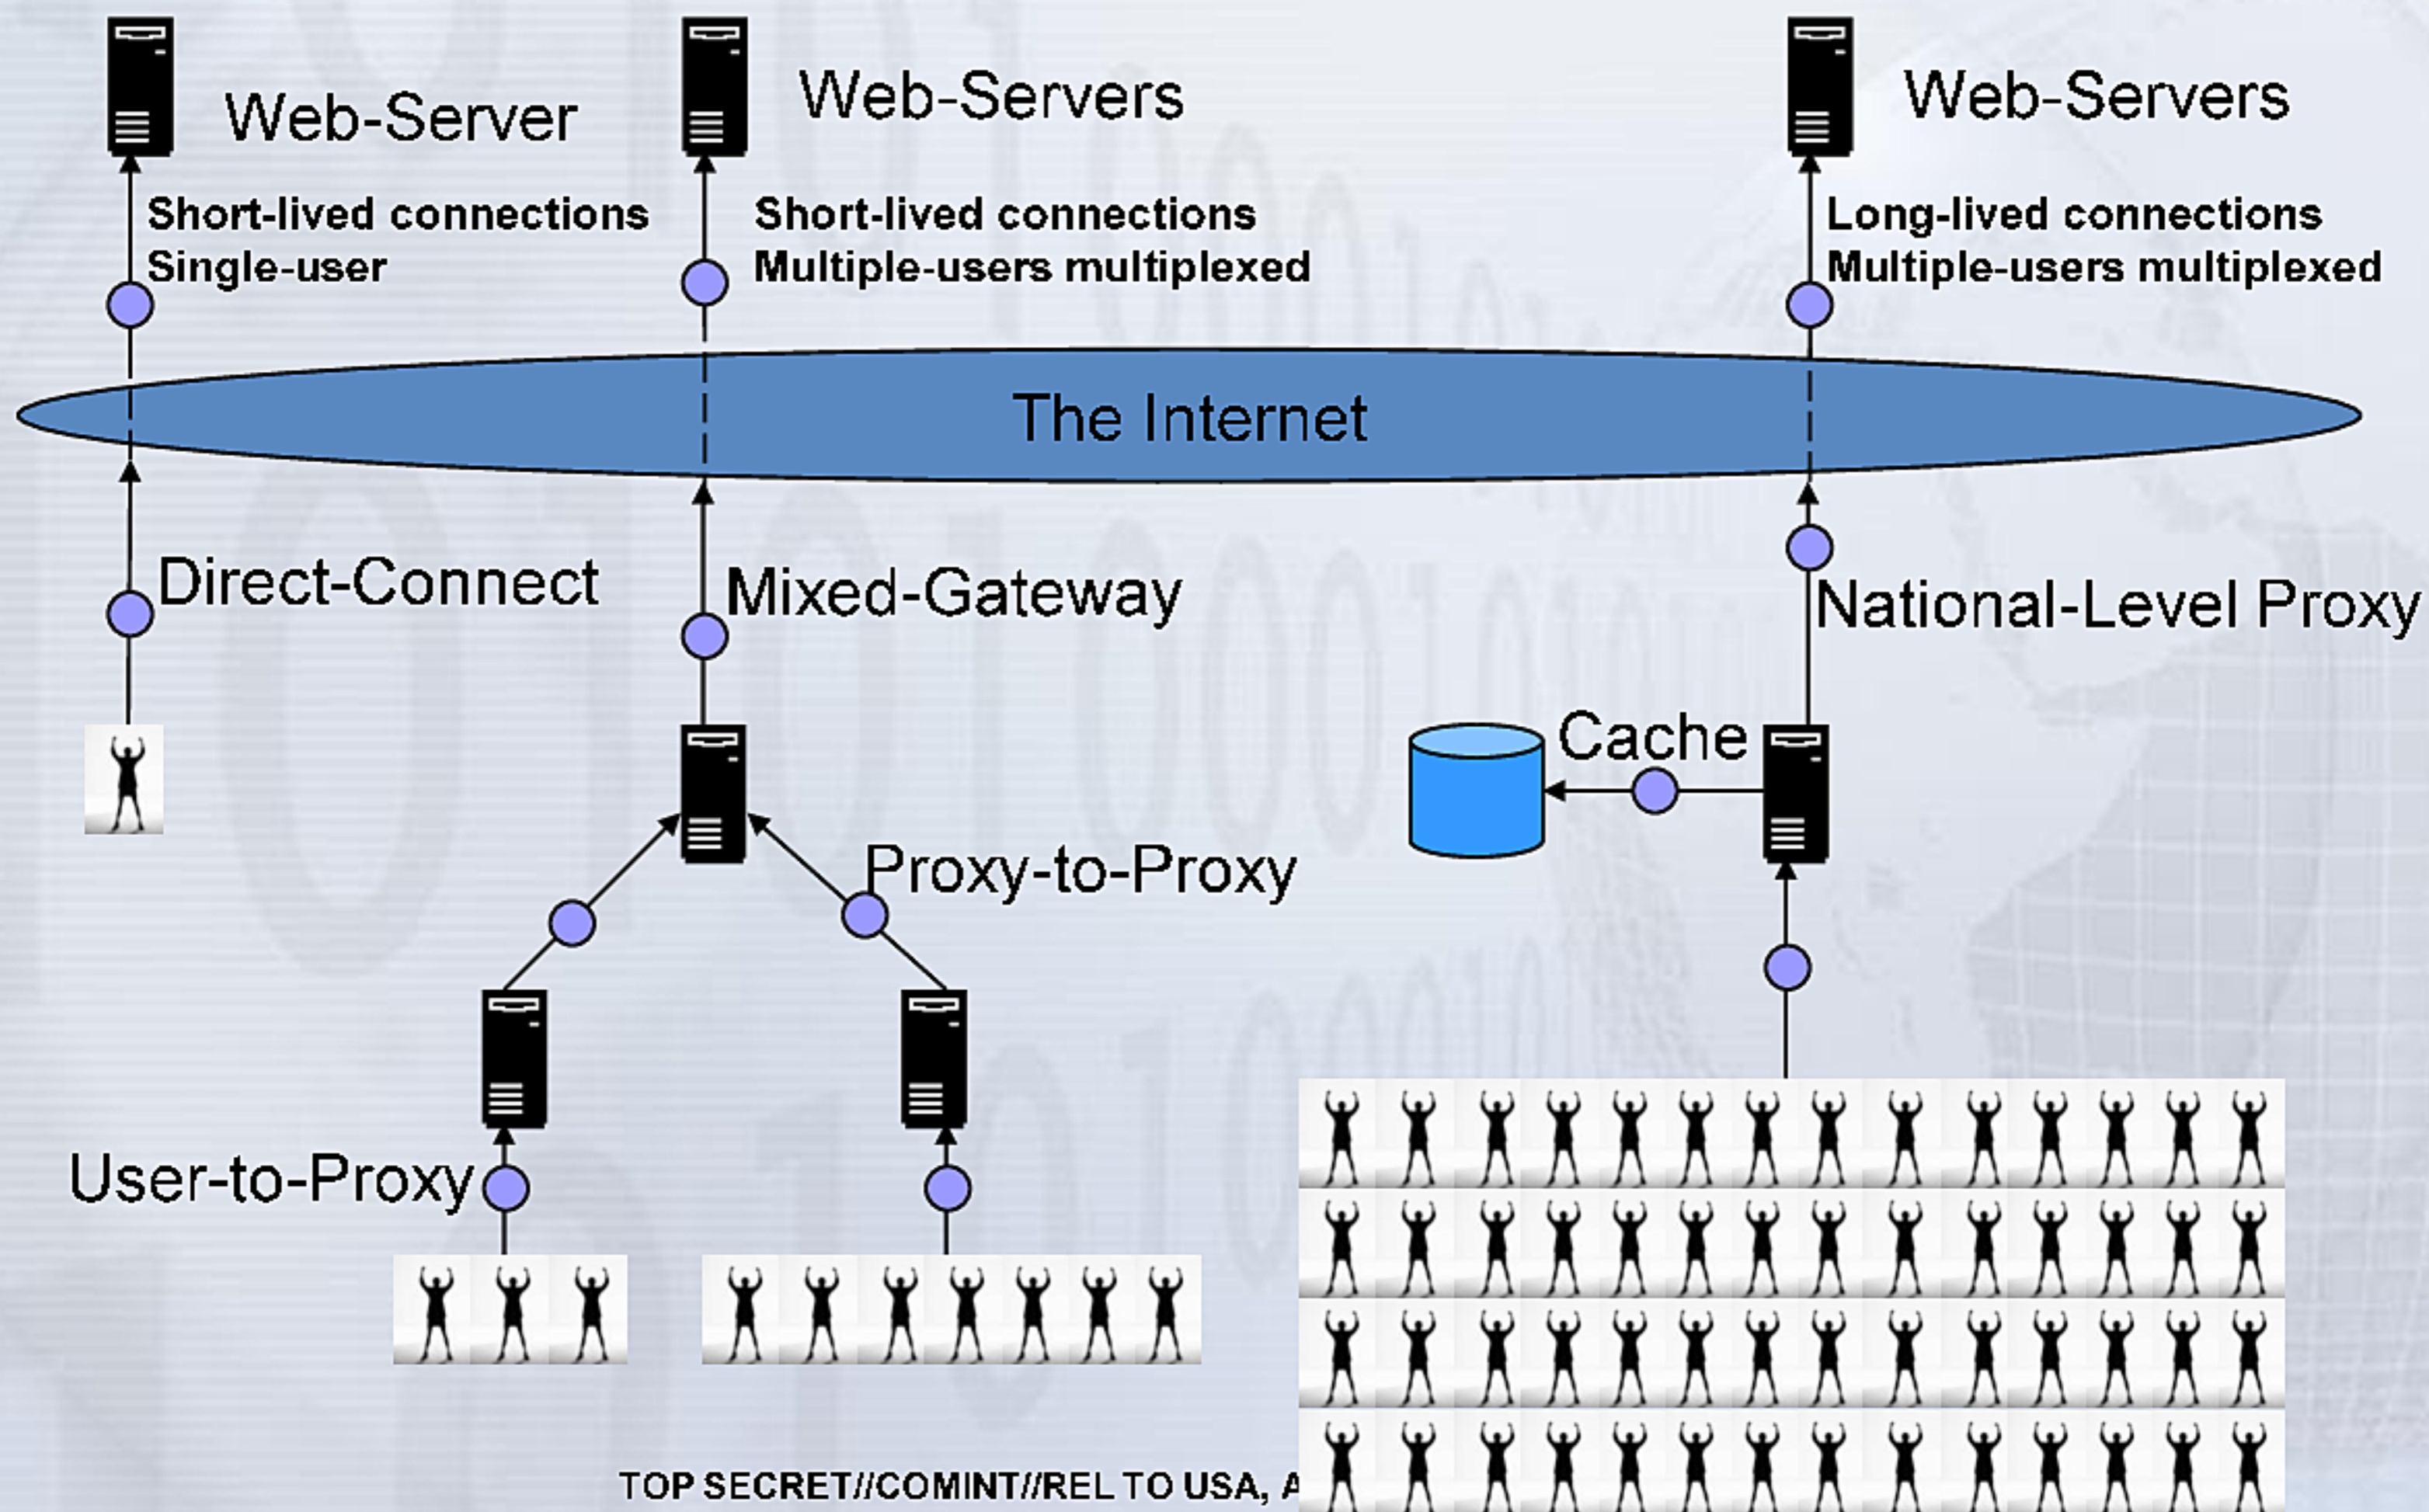 Web-Server
Web-Servers
Web-Servers
Short-lived connections
Single-user
Short-lived connections
Multiple-users multiplexed
Long-lived connections
Multiple-users multiplexed
The Internet
Direct-Connect
Mixed-Gateway
National-Level Proxy
Cache
Proxy-to-Proxy
User-to-Proxy
TOP SECRET//COMINT//REL TO USA, A